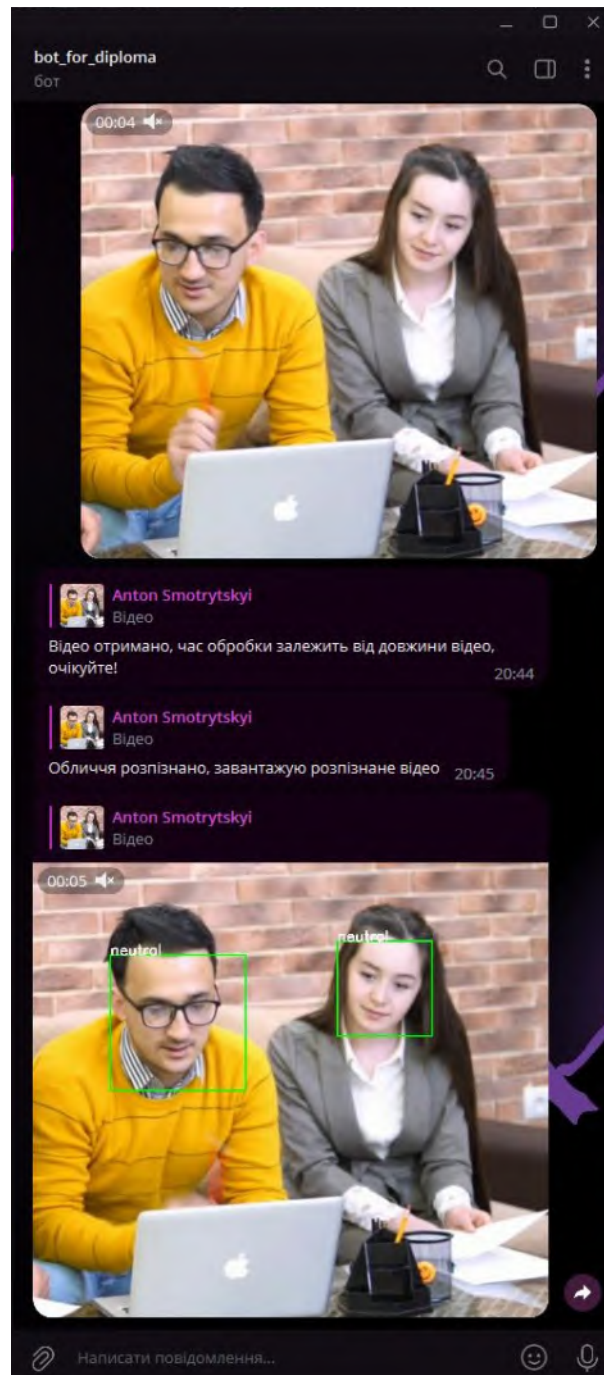 bot_for_diploma
бот
00:04
Anton Smotrytskyi
Відео
Відео отримано, час обробки залежить від довжини відео,
очікуйте!
20:44
Anton Smotrytskyi
Відео
Обличчя розпізнано, завантажую розпізнане відео
20:45
Anton Smotrytskyi
Відео
00:05
neutral
neutral
Написати повідомлення...